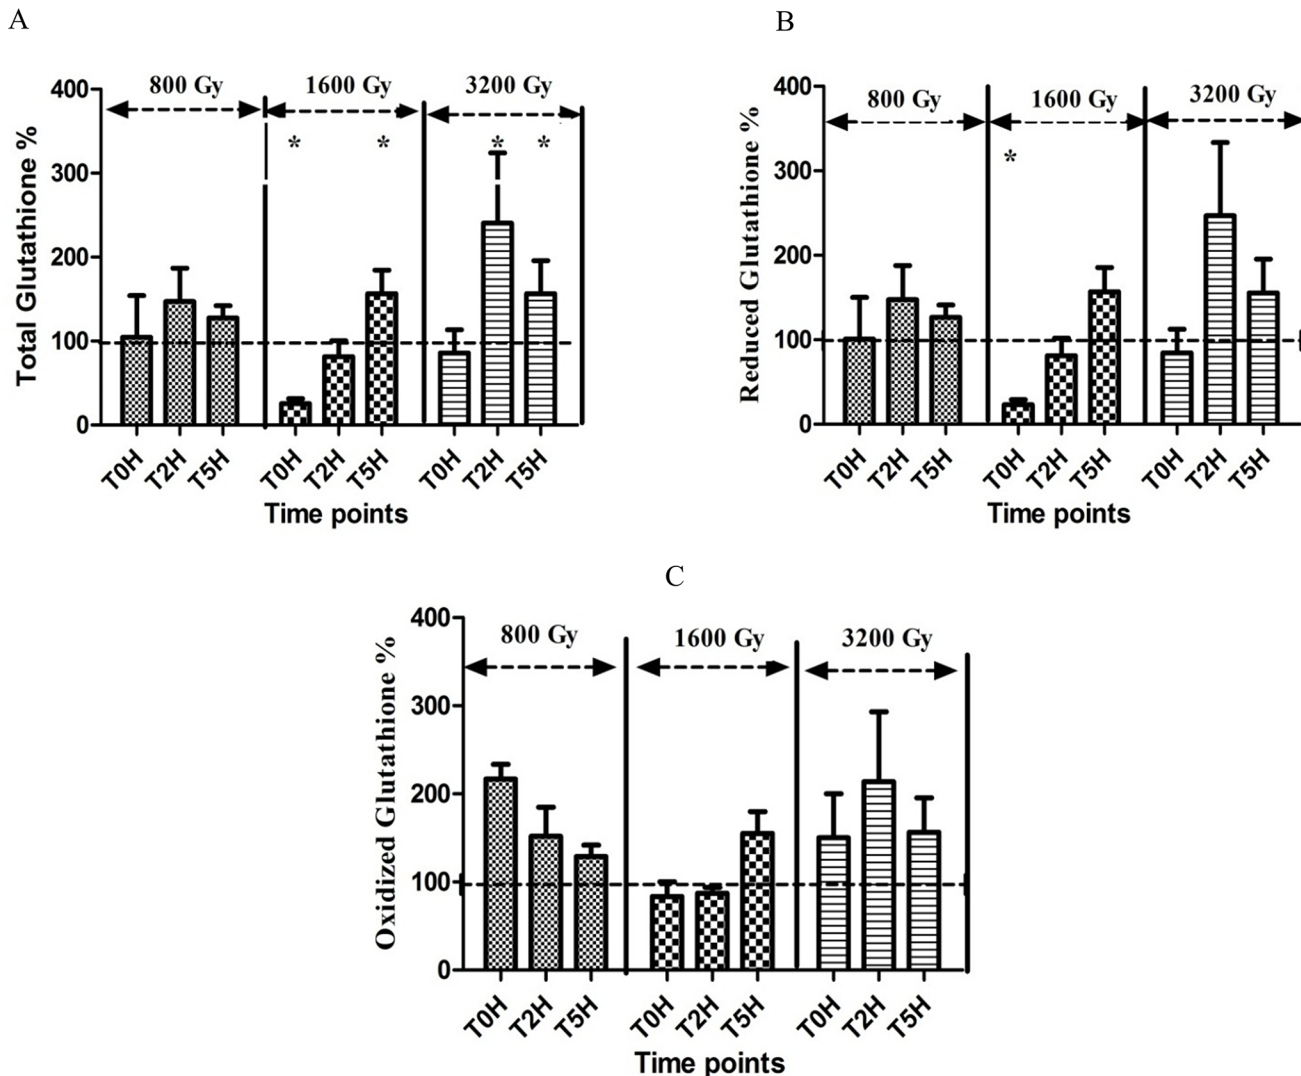 A
Total Glutathione %
400
300
200
100
0
800 Gy
1600 Gy
3200 Gy
*
*
*
*
T0H
T2H
T5H
T0H
T2H
T5H
T0H
T2H
T5H
Time points
B
Reduced Glutathione %
400
300
200
100
0
800 Gy
1600 Gy
3200 Gy
*
T0H
T2H
T5H
T0H
T2H
T5H
T0H
T2H
T5H
Time points
C
Oxidized Glutathione %
400
300
200
100
0
800 Gy
1600 Gy
3200 Gy
T0H
T2H
T5H
T0H
T2H
T5H
T0H
T2H
T5H
Time points